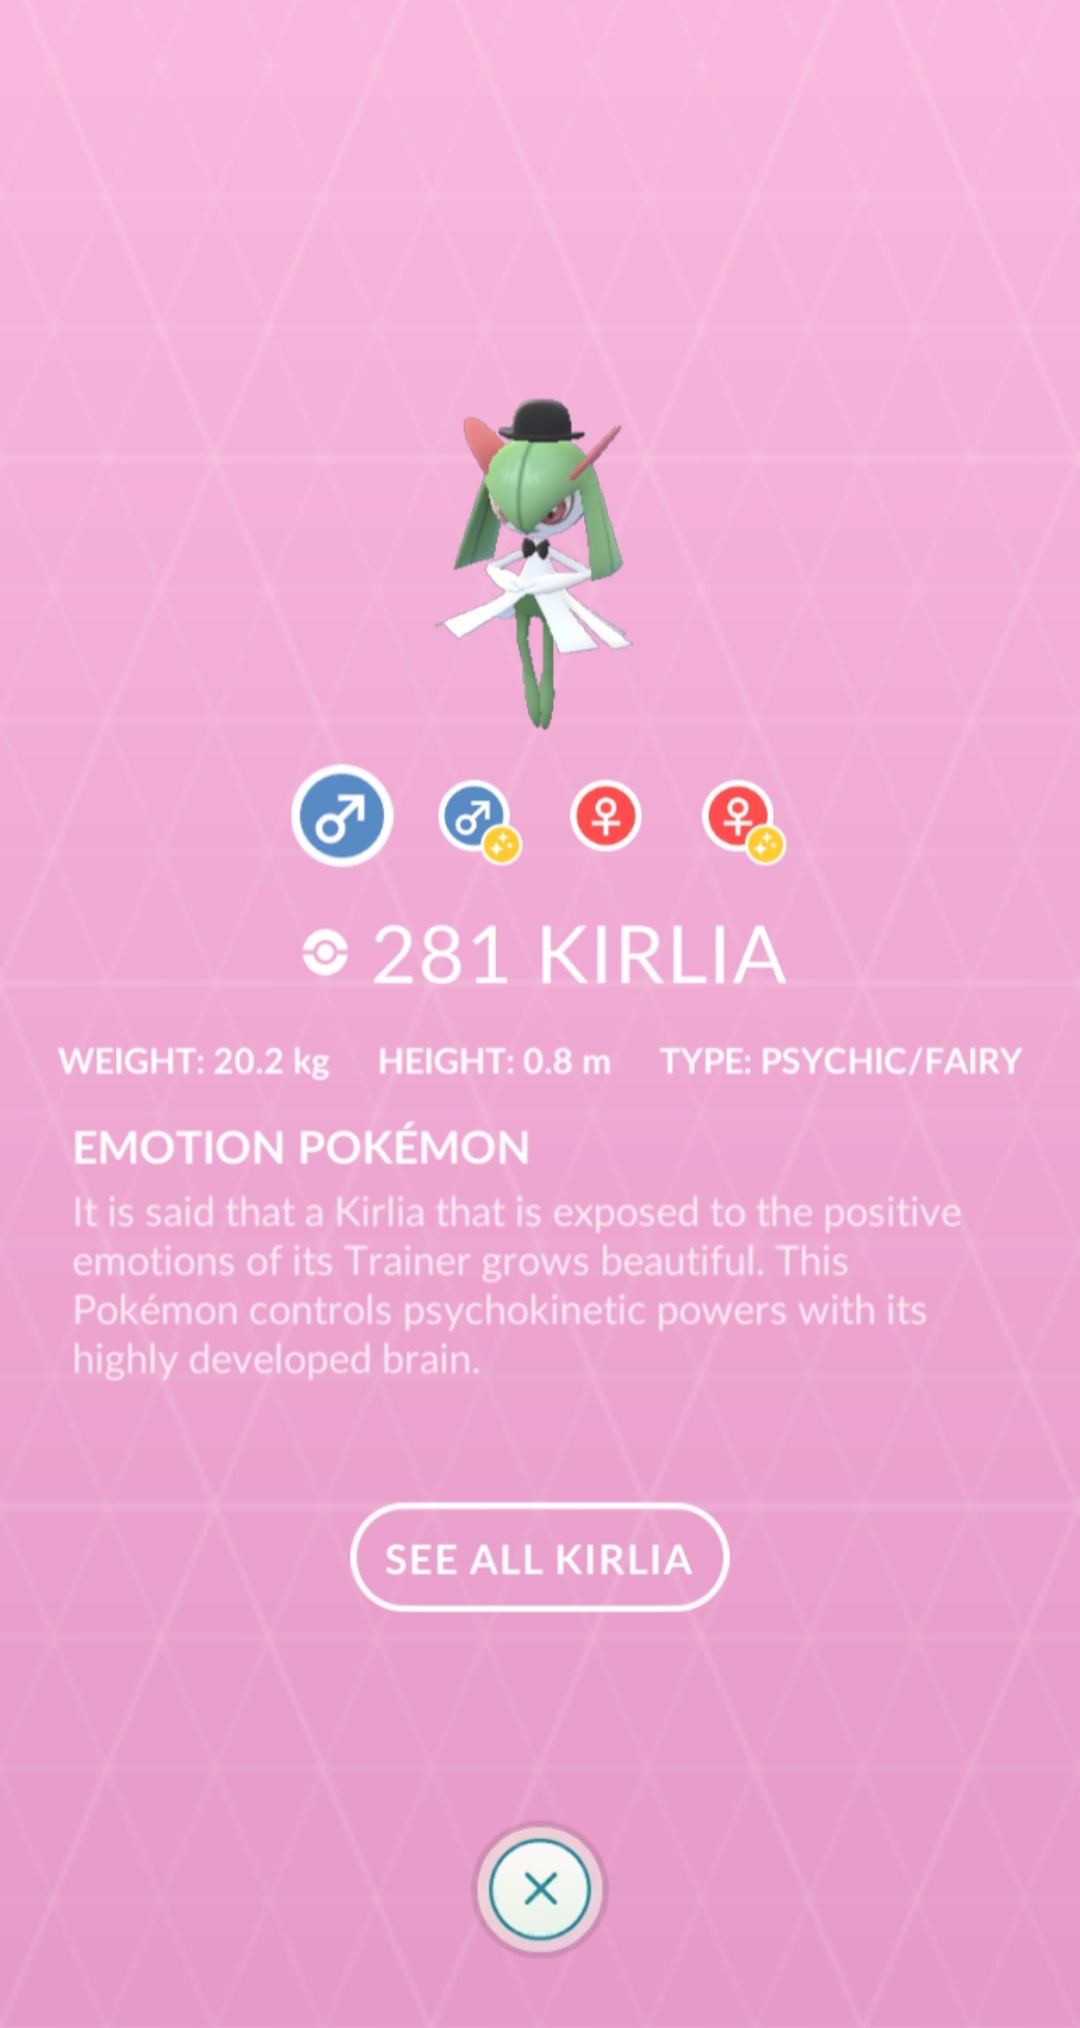 281 KIRLIA
WEIGHT: 20.2 kg HEIGHT: 0.8 m TYPE: PSYCHIC/FAIRY
EMOTION POKÉMON
It is said that a Kirlia that is exposed to the positive
emotions of its Trainer grows beautiful. This
Pokémon controls psychokinetic powers with its
highly developed brain.
SEE ALL KIRLIA